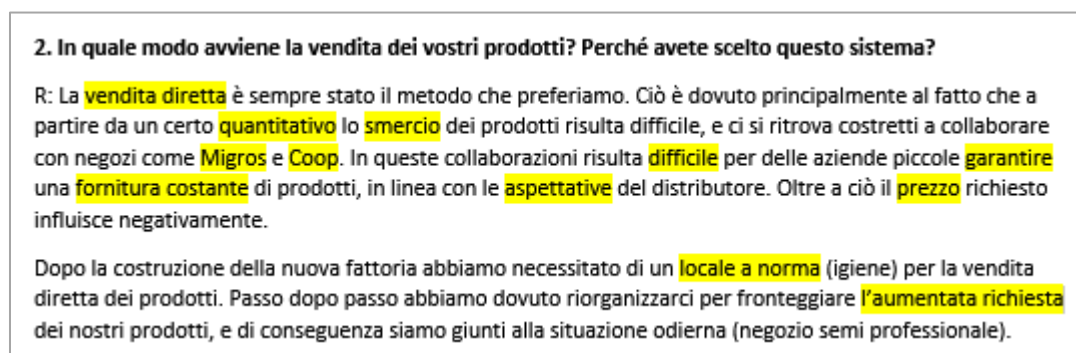 2. In quale modo avviene la vendita dei vostri prodotti? Perché avete scelto questo sistema?
R: La vendita diretta è sempre stato il metodo che preferiamo. Ciò è dovuto principalmente al fatto che a
partire da un certo quantitativo lo smercio dei prodotti risulta difficile, e ci si ritrova costretti a collaborare
con negozi come Migros e Coop. In queste collaborazioni risulta difficile per delle aziende piccole garantire
una fornitura costante di prodotti, in linea con le aspettative del distributore. Oltre a ciò il prezzo richiesto
influisce negativamente.
Dopo la costruzione della nuova fattoria abbiamo necessitato di un locale a norma (igiene) per la vendita
diretta dei prodotti. Passo dopo passo abbiamo dovuto riorganizzarci per fronteggiare l’aumentata richiesta
dei nostri prodotti, e di conseguenza siamo giunti alla situazione odierna (negozio semi professionale).